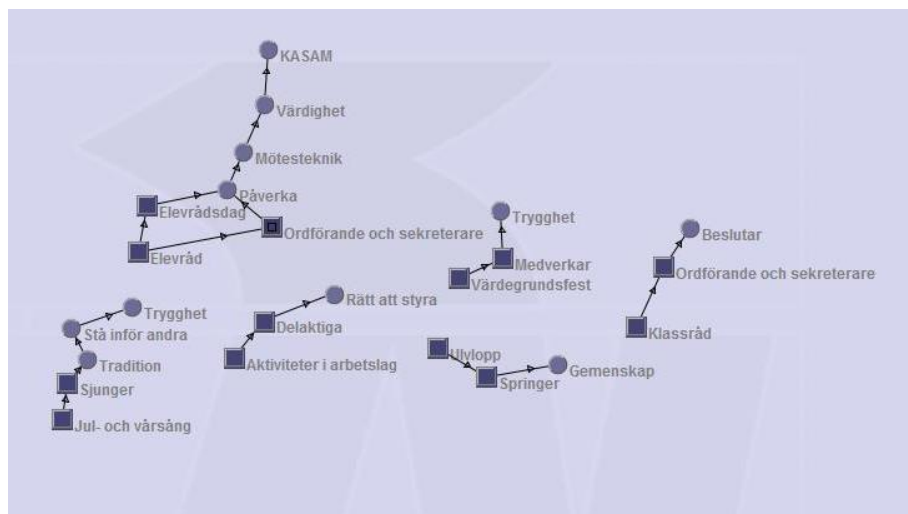 KASAM
Värdighet
Mötesteknik
Påverka
Elevrådsdag
Ordförande och sekreterare
Elevråd
Trygghet
Medverkar
Värdegrundsfest
Beslutar
Ordförande och sekreterare
Klassråd
Trygghet
Stå inför andra
Tradition
Sjunger
Jul- och vårsång
Rätt att styra
Delaktiga
Aktiviteter i arbetslag
Ulvlopp
Springer
Gemenskap